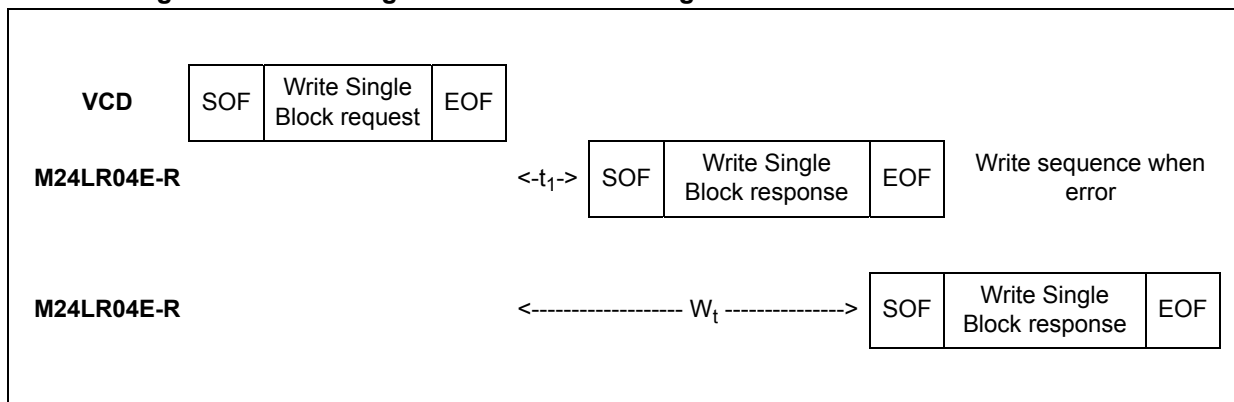 VCD SOF Write Single Block request EOF
M24LR04E-R <-t1-> SOF Write Single Block response EOF Write sequence when error
M24LR04E-R <------------------- Wt ---------------> SOF Write Single Block response EOF